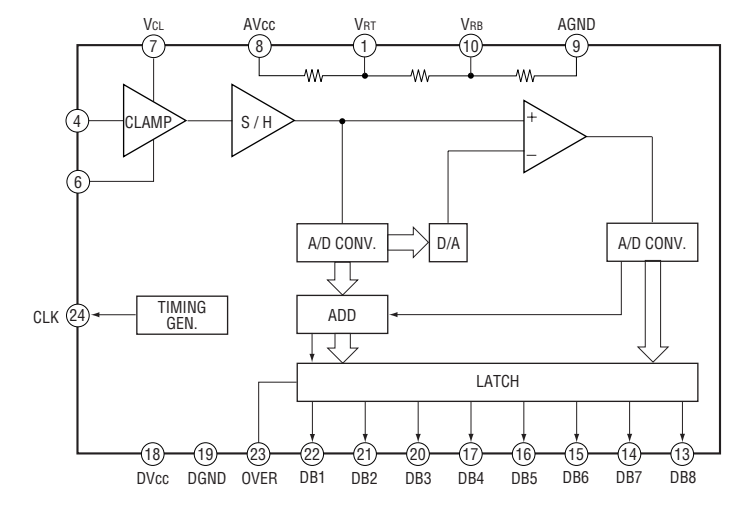 VCL AVCC VRT VRB AGND
7 8 1 10 9
4 CLAMP S / H + −
6
A/D CONV. D/A A/D CONV.
CLK 24 TIMING GEN. ADD
LATCH
18 19 23 22 21 20 17 16 15 14 13
DVCC DGND OVER DB1 DB2 DB3 DB4 DB5 DB6 DB7 DB8